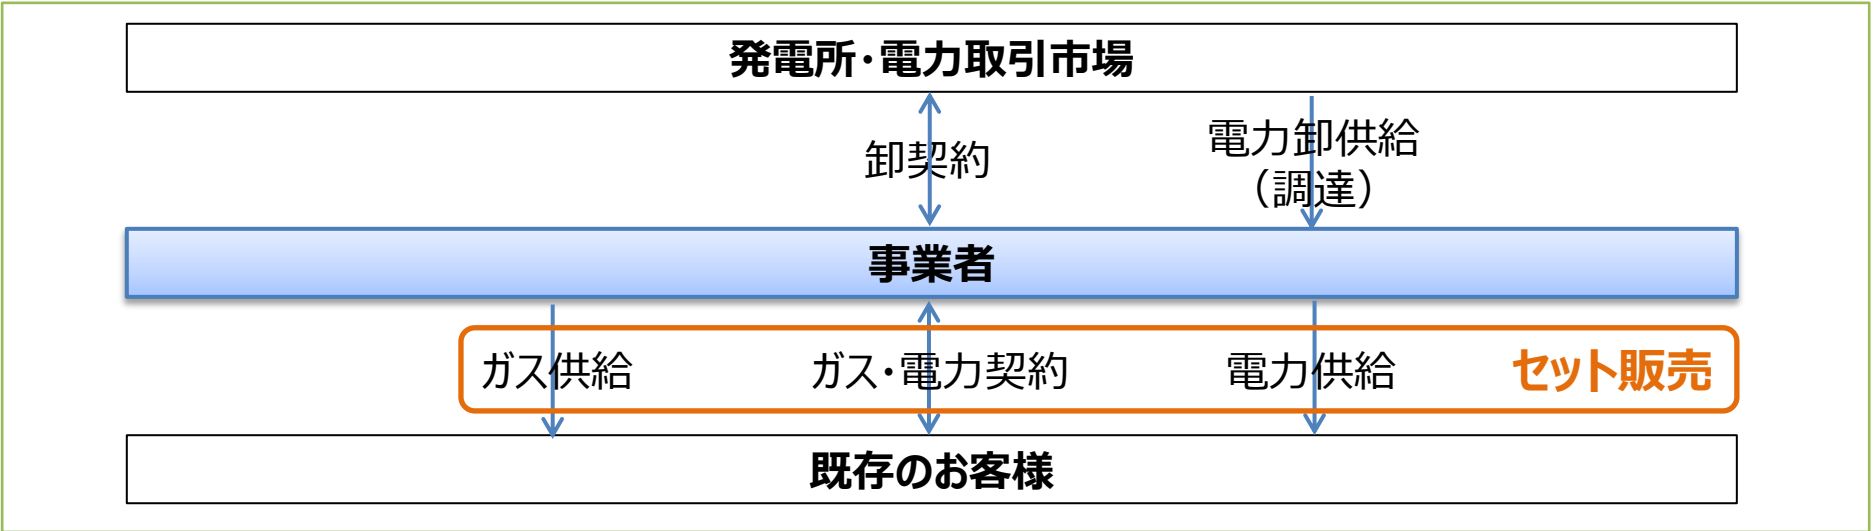 発電所・電力取引市場
卸契約
電力卸供給
（調達）
事業者
ガス供給
ガス・電力契約
電力供給
セット販売
既存のお客様